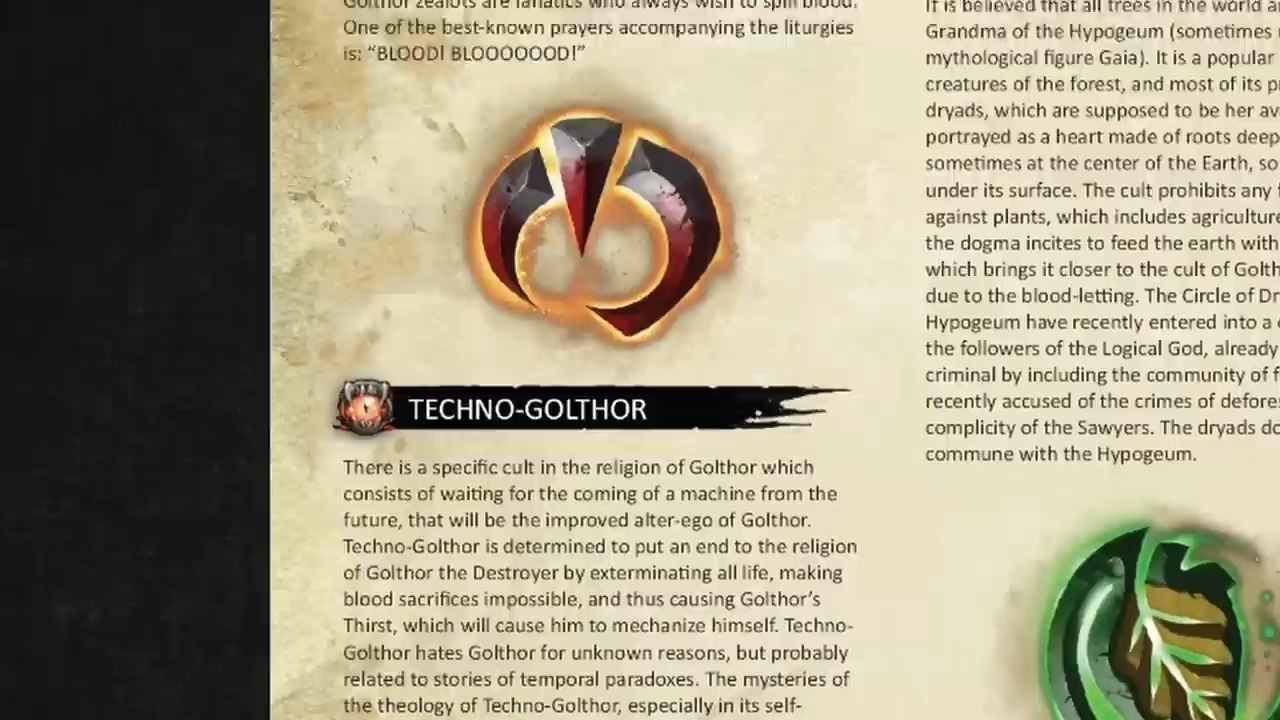 Golthor zealots are fanatics who always wish to spill blood.
One of the best-known prayers accompanying the liturgies
is: “BLOOD! BLOOOOOOD!”
TECHNO-GOLTHOR
There is a specific cult in the religion of Golthor which
consists of waiting for the coming of a machine from the
future, that will be the improved alter-ego of Golthor.
Techno-Golthor is determined to put an end to the religion
of Golthor the Destroyer by exterminating all life, making
blood sacrifices impossible, and thus causing Golthor’s
Thirst, which will cause him to mechanize himself. Techno-
Golthor hates Golthor for unknown reasons, but probably
related to stories of temporal paradoxes. The mysteries of
the theology of Techno-Golthor, especially in its self-
It is believed that all trees in the world
Grandma of the Hypogeum (sometimes
mythological figure Gaia). It is a popular
creatures of the forest, and most of its
dryads, which are supposed to be her
portrayed as a heart made of roots deep
sometimes at the center of the Earth, so
under its surface. The cult prohibits any
against plants, which includes agriculture
the dogma incites to feed the earth with
which brings it closer to the cult of
due to the blood-letting. The Circle of
Hypogeum have recently entered into a
the followers of the Logical God, already
criminal by including the community of
recently accused of the crimes of
complicity of the Sawyers. The dryads
commune with the Hypogeum.